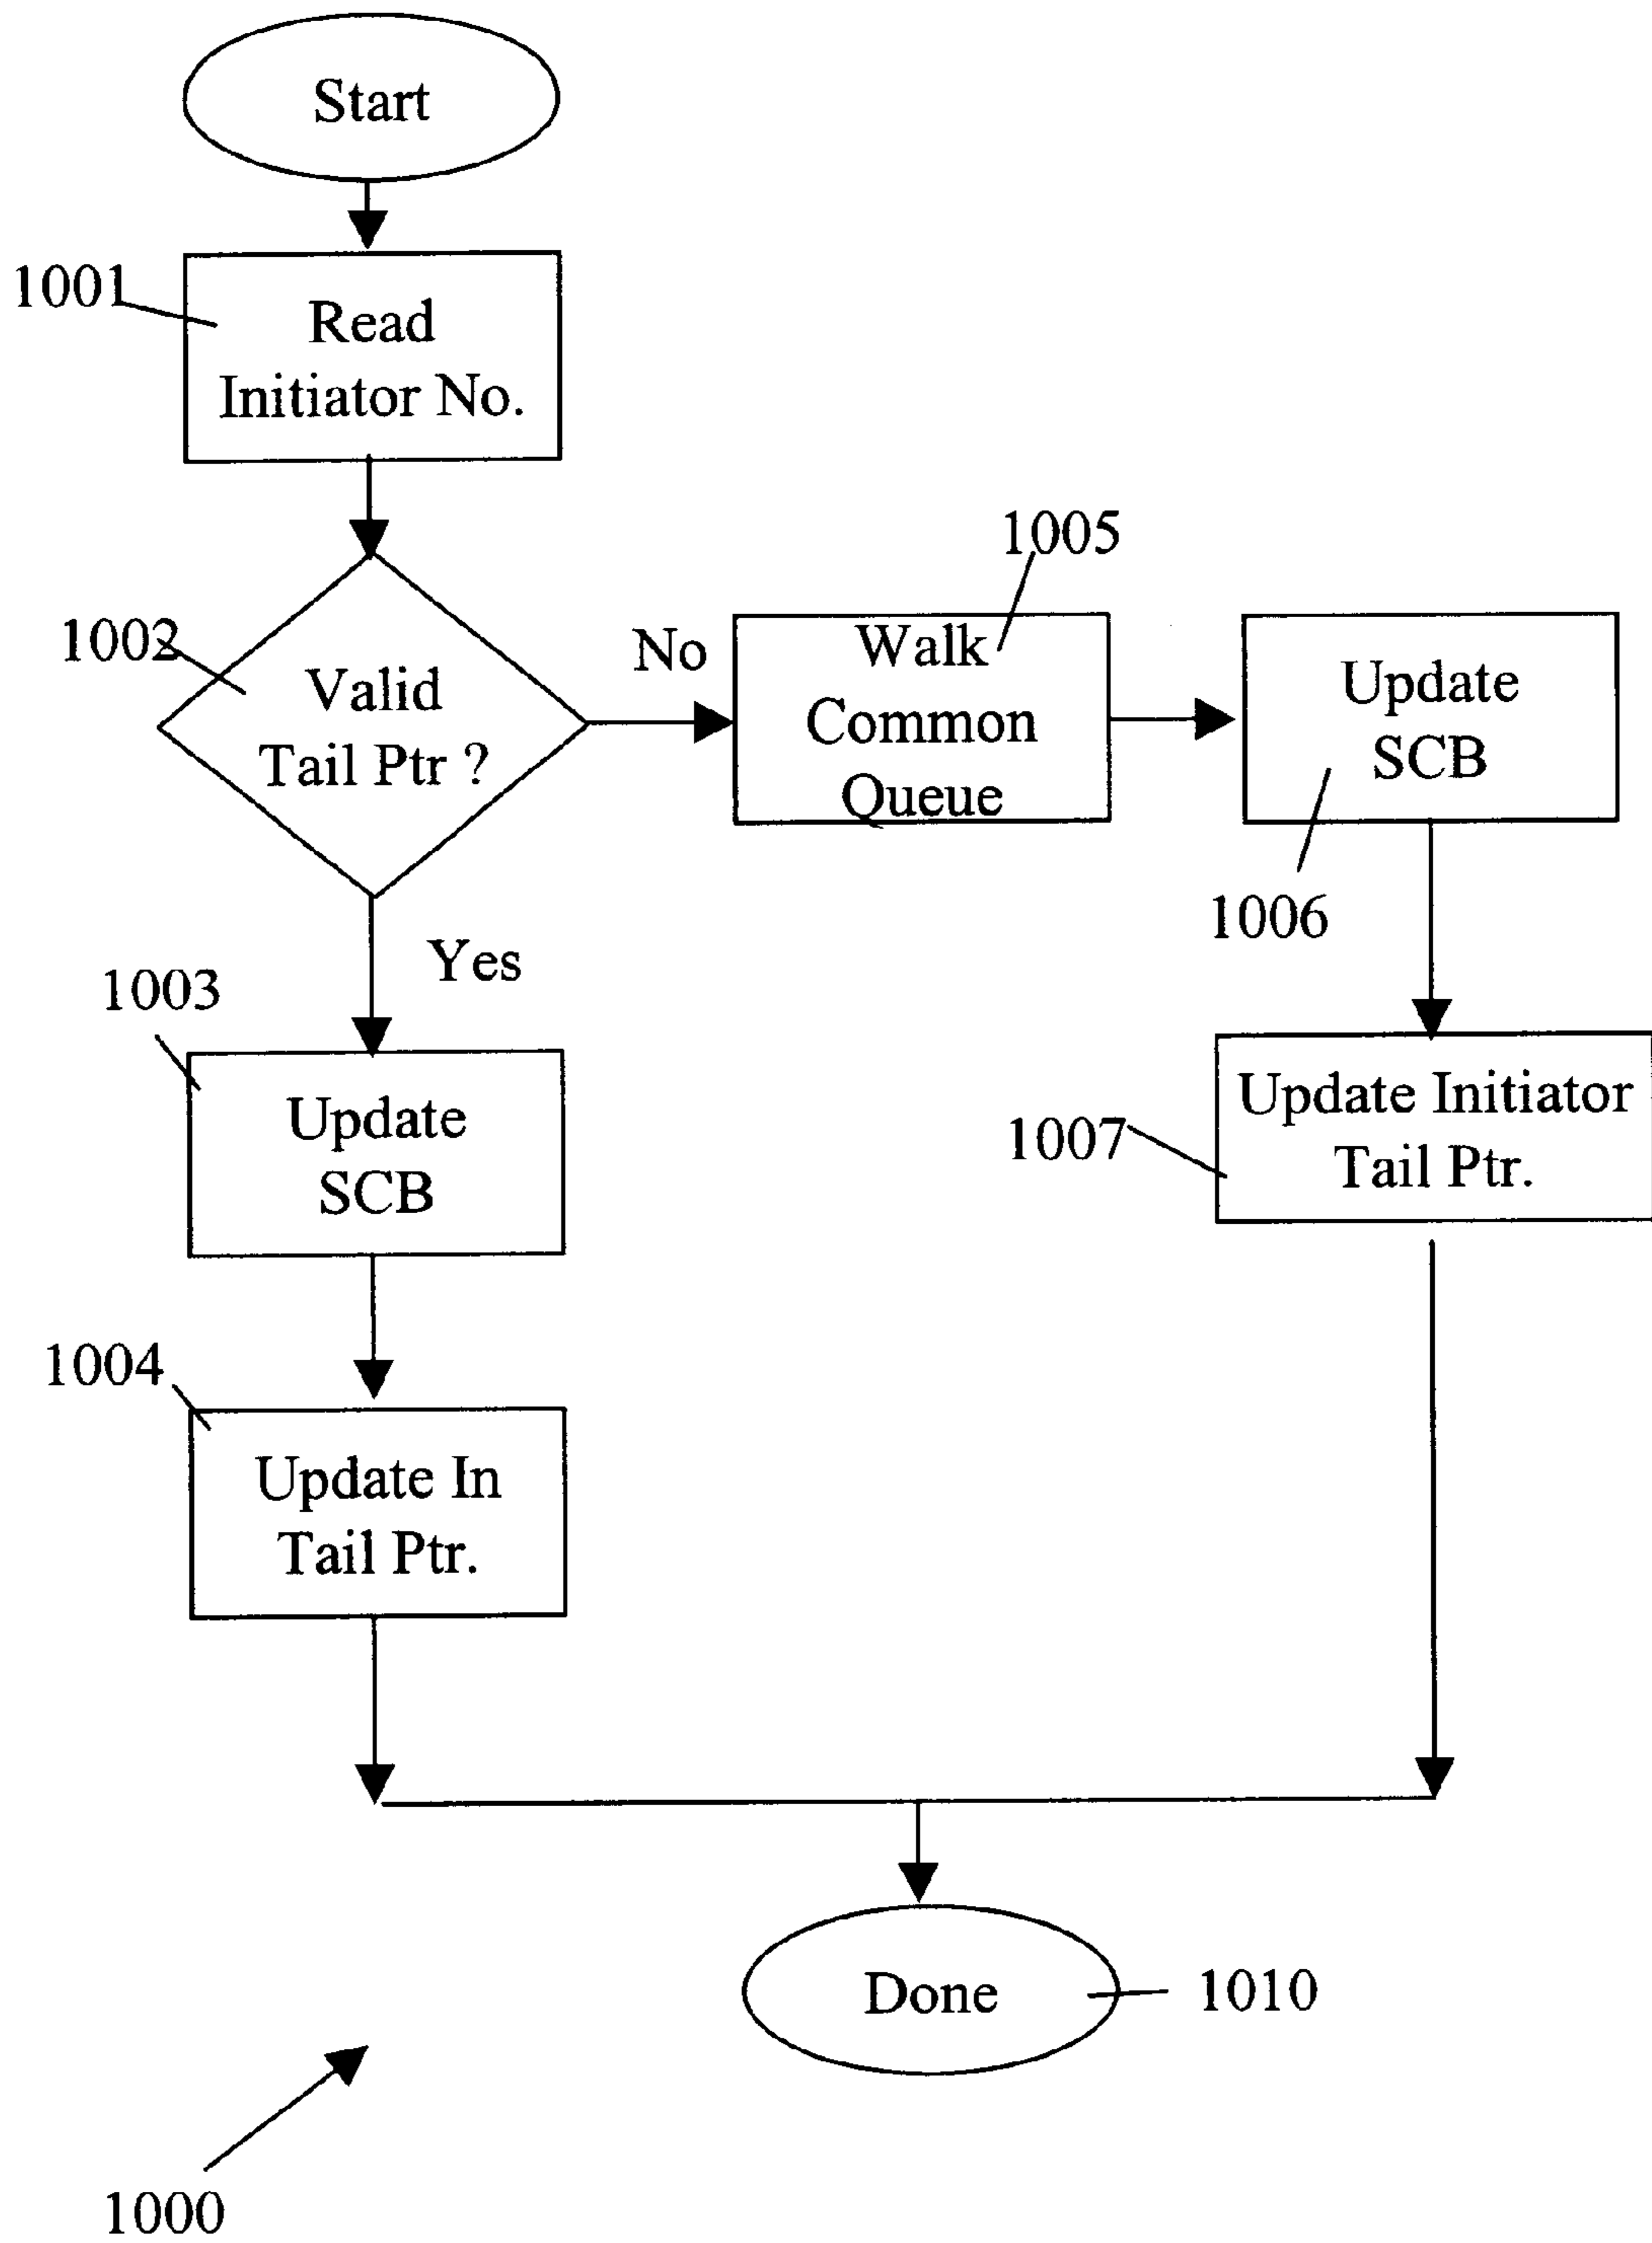 Start
1001
Read
Initiator No.
1002
Valid
Tail Ptr ?
No
1005
Walk
Common
Queue
Update
SCB
1006
Yes
1003
Update
SCB
Update Initiator
Tail Ptr.
1007
1004
Update In
Tail Ptr.
Done
1010
1000